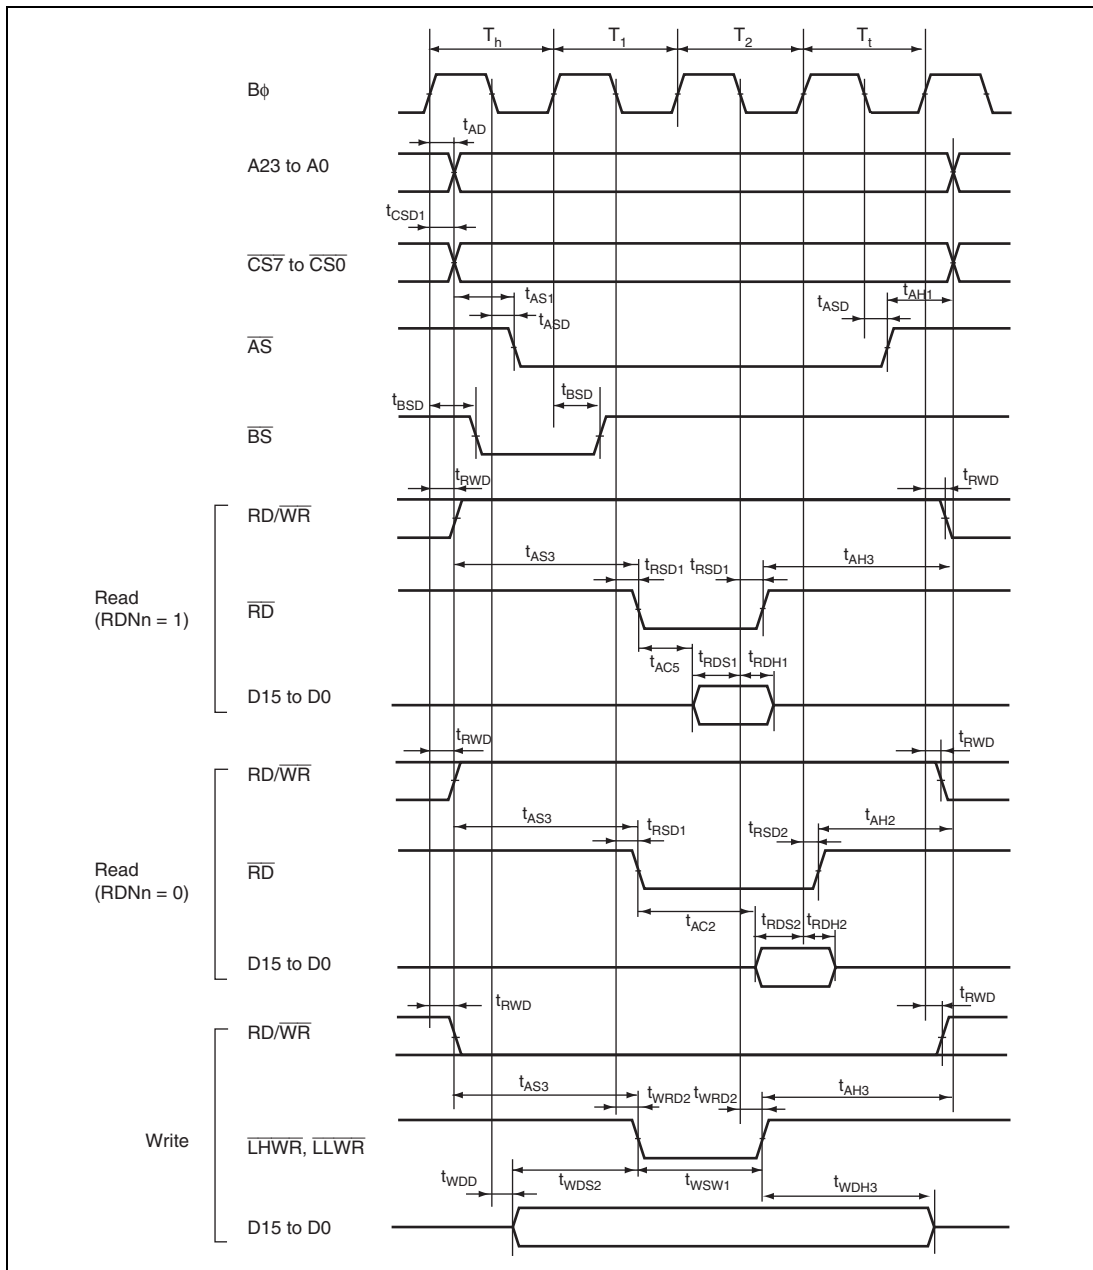 Th T1 T2 Tt
Bφ
tAD
A23 to A0
tCSD1
CS7 to CS0
tAS1 tAH1
tASD tASD
AS
tBSD tBSD
BS
tRWD tRWD
RD/WR
tAS3 tRSD1 tRSD1 tAH3
Read
(RDNn = 1)
RD
tAC5 tRDS1 tRDH1
D15 to D0
tRWD tRWD
RD/WR
tAS3 tRSD1 tRSD2 tAH2
Read
(RDNn = 0)
RD
tAC2 tRDS2 tRDH2
D15 to D0
tRWD tRWD
RD/WR
tAS3 tWRD2 tWRD2 tAH3
Write
LHWR, LLWR
tWDD tWDS2 tWSW1 tWDH3
D15 to D0